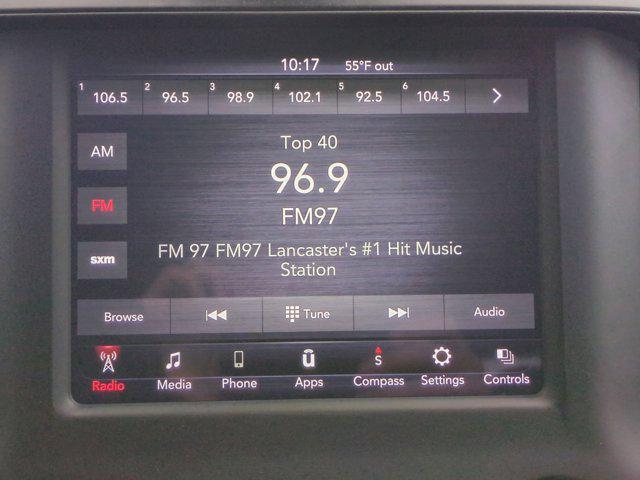 10:17 55°F out
1 106.5 2 96.5 3 98.9 4 102.1 5 92.5 6 104.5
AM
Top 40
96.9
FM
FM97
sxm
FM 97 FM97 Lancaster's #1 Hit Music
Station
Browse Tune Audio
S
Radio Media Phone Apps Compass Settings Controls